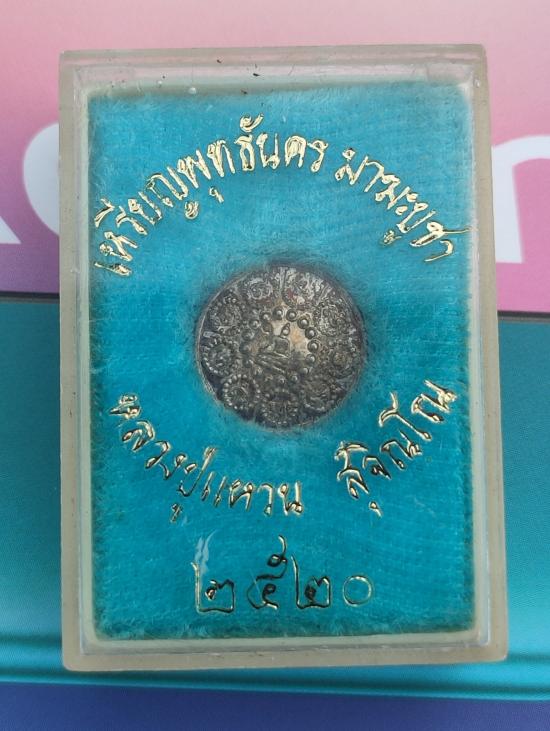 เหรียญพุทธันดร มาฆะบูชา
หลวงปู่แหวน สุจิณฺโณ
๒๕๒๐